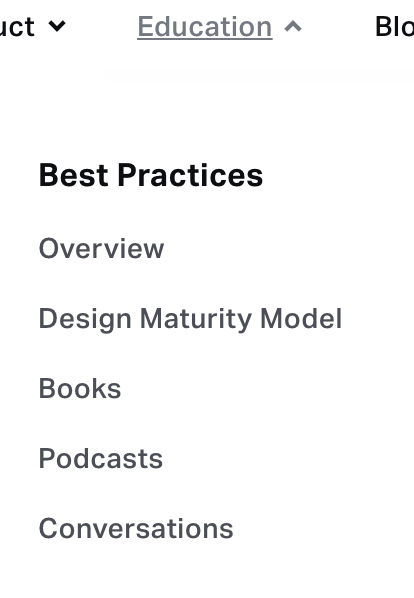 uct Education Blo
Best Practices
Overview
Design Maturity Model
Books
Podcasts
Conversations